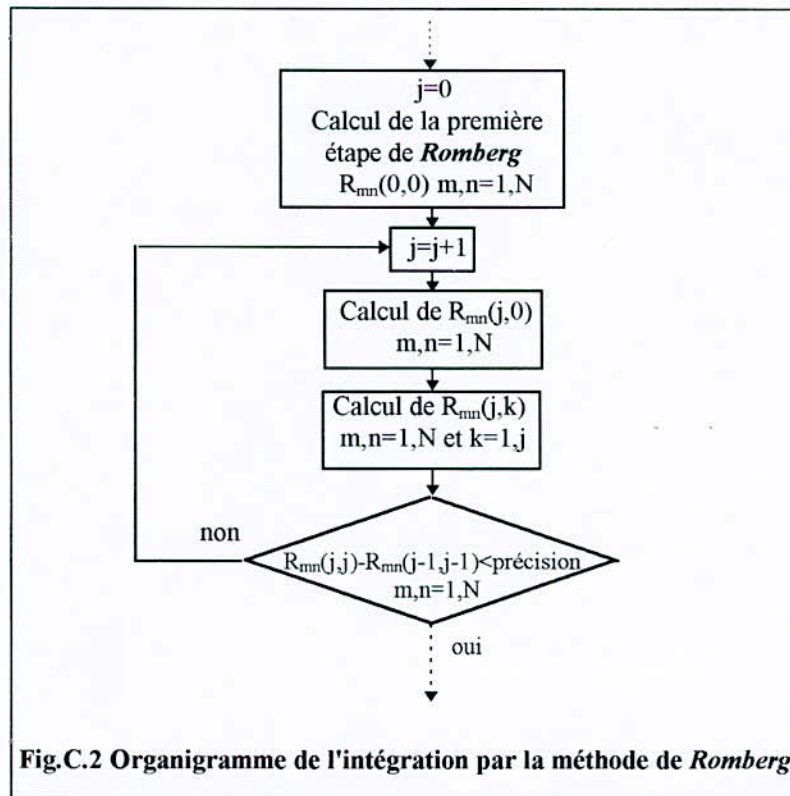 j=0
Calcul de la première
étape de Romberg
Rmn(0,0) m,n=1,N
j=j+1
Calcul de Rmn(j,0)
m,n=1,N
Calcul de Rmn(j,k)
m,n=1,N et k=1,j
non
Rmn(j,j)-Rmn(j-1,j-1)<précision
m,n=1,N
oui
Fig.C.2 Organigramme de l'intégration par la méthode de Romberg